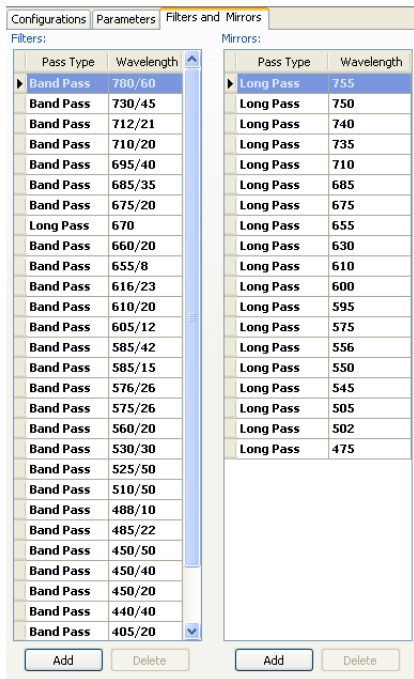 Configurations Parameters Filters and Mirrors
Filters:
Pass Type Wavelength
Band Pass 780/60
Band Pass 730/45
Band Pass 712/21
Band Pass 710/20
Band Pass 695/40
Band Pass 685/35
Band Pass 675/20
Long Pass 670
Band Pass 660/20
Band Pass 655/8
Band Pass 616/23
Band Pass 610/20
Band Pass 605/12
Band Pass 585/42
Band Pass 585/15
Band Pass 576/26
Band Pass 575/26
Band Pass 560/20
Band Pass 530/30
Band Pass 525/50
Band Pass 510/50
Band Pass 488/10
Band Pass 485/22
Band Pass 450/50
Band Pass 450/40
Band Pass 450/20
Band Pass 440/40
Band Pass 405/20
Add Delete
Mirrors:
Pass Type Wavelength
Long Pass 755
Long Pass 750
Long Pass 740
Long Pass 735
Long Pass 710
Long Pass 685
Long Pass 675
Long Pass 655
Long Pass 630
Long Pass 610
Long Pass 600
Long Pass 595
Long Pass 575
Long Pass 556
Long Pass 550
Long Pass 545
Long Pass 505
Long Pass 502
Long Pass 475
Add Delete